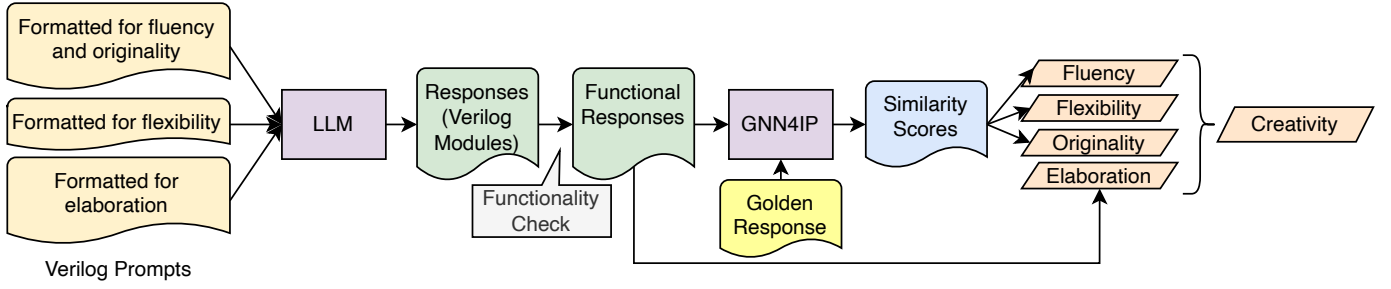 Formatted for fluency
and originality
Formatted for flexibility
Formatted for
elaboration
Verilog Prompts
LLM
Responses
(Verilog
Modules)
Functionality
Check
Functional
Responses
GNN4IP
Golden
Response
Similarity
Scores
Fluency
Flexibility
Originality
Elaboration
Creativity